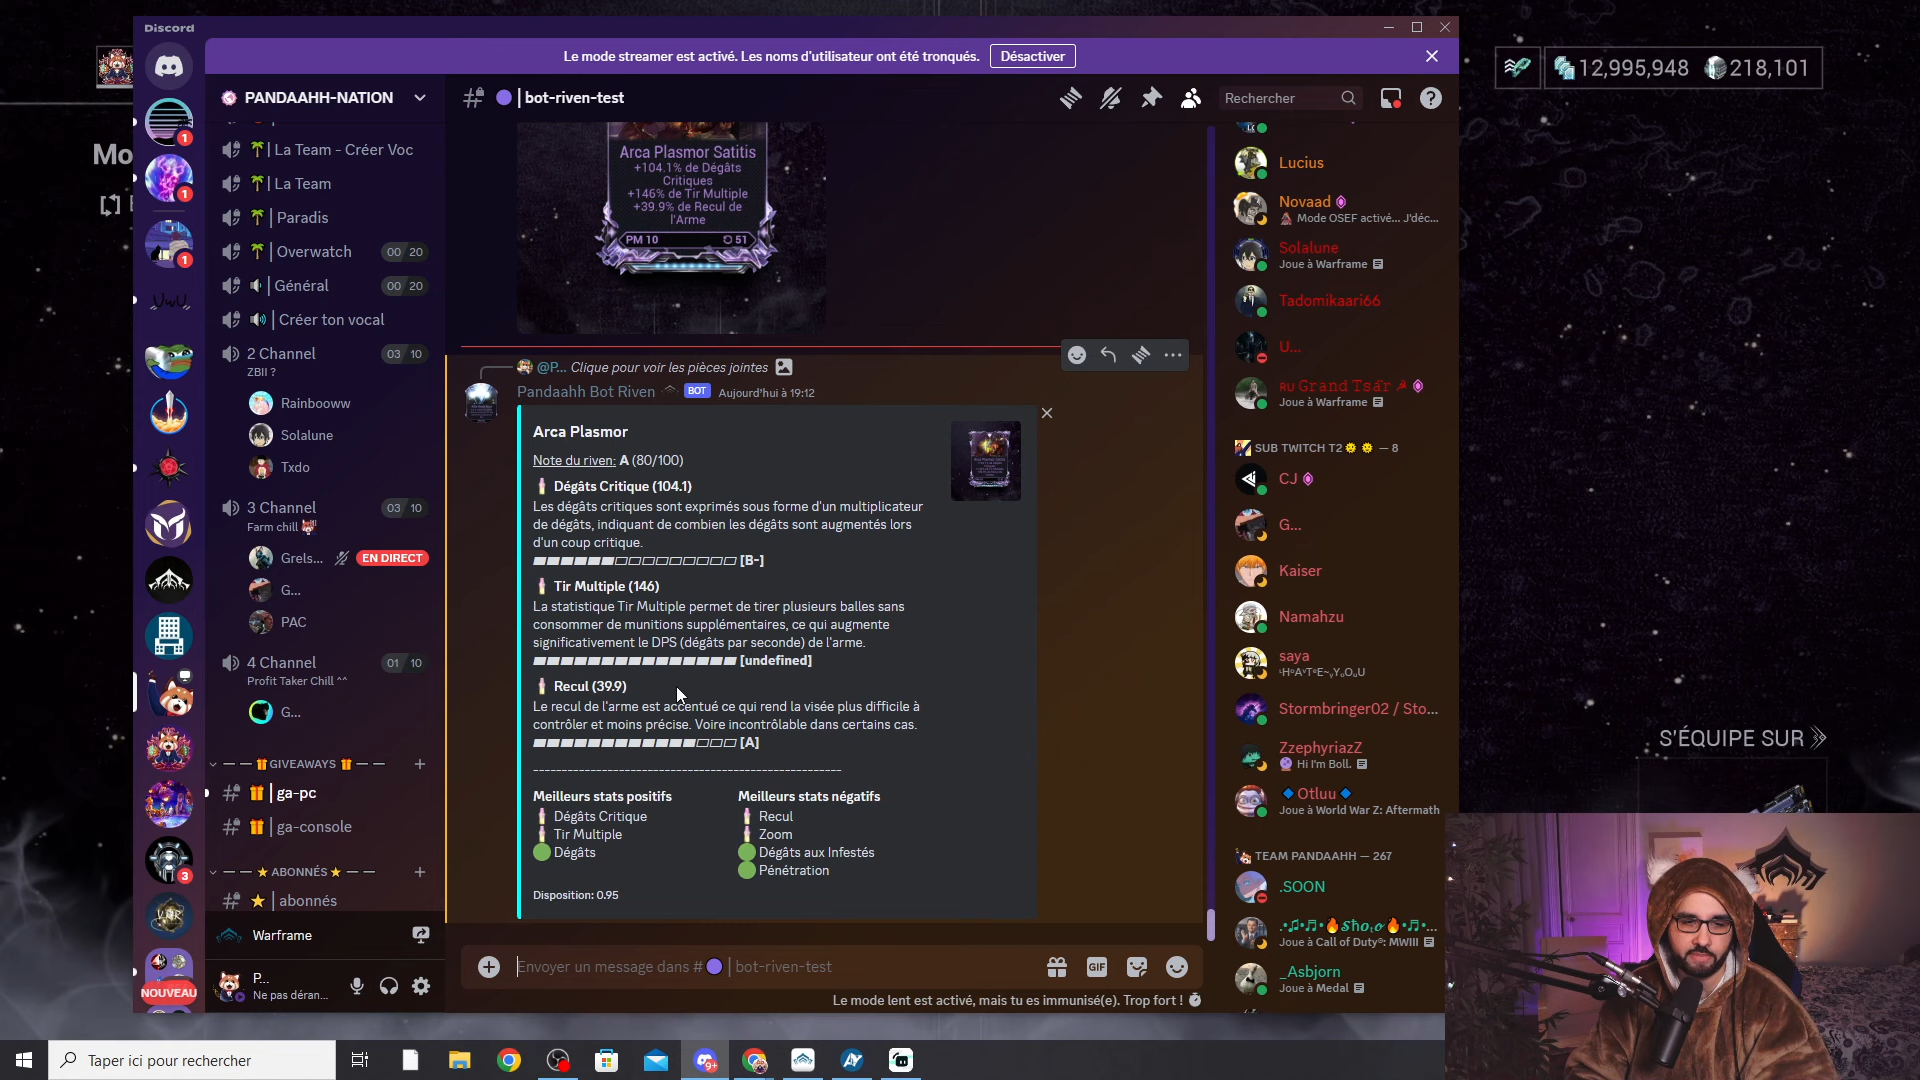 Discord
Le mode streamer est activé. Les noms d'utilisateur ont été tronqués.
Désactiver
PANDAAHH-NATION
| bot-riven-test
Rechercher
12,995,948
218,101
Mo
1
1
1
UwU
3
NOUVEAU
| La Team - Créer Voc
| La Team
| Paradis
| Overwatch
00 20
| Général
00 20
| Créer ton vocal
2 Channel
03 10
ZBII ?
Rainbooww
Solalune
Txdo
3 Channel
03 10
Farm chill
Grels...
EN DIRECT
G...
PAC
4 Channel
01 10
Profit Taker Chill ^^
G...
— — GIVEAWAYS — —
| ga-pc
| ga-console
— — ABONNÉS — —
| abonnés
Warframe
P...
Ne pas déran...
Arca Plasmor Satitis
+104.1% de Dégâts
Critiques
+146% de Tir Multiple
+39.9% de Recul de
l'Arme
PM 10
51
@P... Clique pour voir les pièces jointes
Pandaahh Bot Riven
BOT
Aujourd'hui à 19:12
Arca Plasmor
Note du riven: A (80/100)
Dégâts Critique (104.1)
Les dégâts critiques sont exprimés sous forme d'un multiplicateur
de dégâts, indiquant de combien les dégâts sont augmentés lors
d'un coup critique.
[B-]
Tir Multiple (146)
La statistique Tir Multiple permet de tirer plusieurs balles sans
consommer de munitions supplémentaires, ce qui augmente
significativement le DPS (dégâts par seconde) de l'arme.
[undefined]
Recul (39.9)
Le recul de l'arme est accentué ce qui rend la visée plus difficile à
contrôler et moins précise. Voire incontrôlable dans certains cas.
[A]
Meilleurs stats positifs
Dégâts Critique
Tir Multiple
Dégâts
Meilleurs stats négatifs
Recul
Zoom
Dégâts aux Infestés
Pénétration
Disposition: 0.95
Envoyer un message dans # | bot-riven-test
GIF
Le mode lent est activé, mais tu es immunisé(e). Trop fort !
Lucius
Novaad
Mode OSEF activé... J'déc...
Solalune
Joue à Warframe
Tadomikaari66
U...
ʀᴜ 𝙶𝚛𝚊𝚗𝚍 𝚃𝚜𝚊́𝚛 ☭
Joue à Warframe
SUB TWITCH T2 — 8
CJ
G...
Kaiser
Namahzu
saya
Stormbringer02 / Sto...
ZzephyriazZ
Hi I'm Boll.
Otluu
Joue à World War Z: Aftermath
TEAM PANDAAHH — 267
.SOON
Joue à Call of Duty®: MWIII
_Asbjorn
Joue à Medal
S'ÉQUIPE SUR
Taper ici pour rechercher
9+